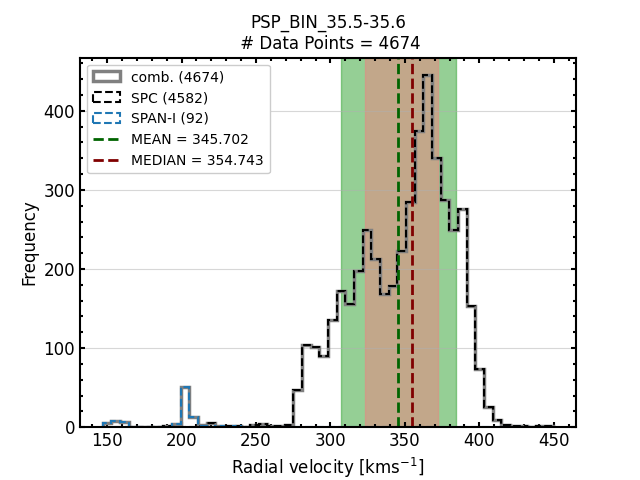 PSP_BIN_35.5-35.6
# Data Points = 4674
comb. (4674)
SPC (4582)
SPAN-I (92)
MEAN = 345.702
MEDIAN = 354.743
Frequency
400
300
200
100
0
150 200 250 300 350 400 450
Radial velocity [kms⁻¹]